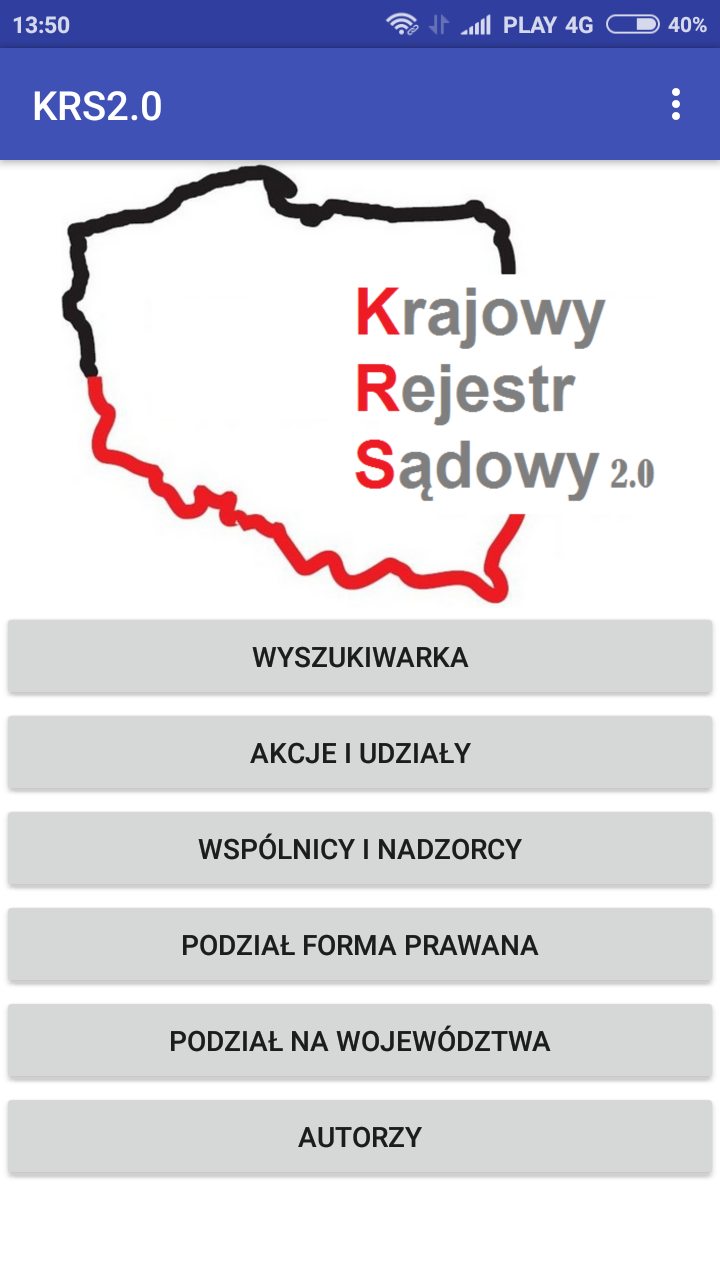 13:50 PLAY 4G 40%
KRS2.0
Krajowy
Rejestr
Sądowy 2.0
WYSZUKIWARKA
AKCJE I UDZIAŁY
WSPÓLNICY I NADZORCY
PODZIAŁ FORMA PRAWANA
PODZIAŁ NA WOJEWÓDZTWA
AUTORZY